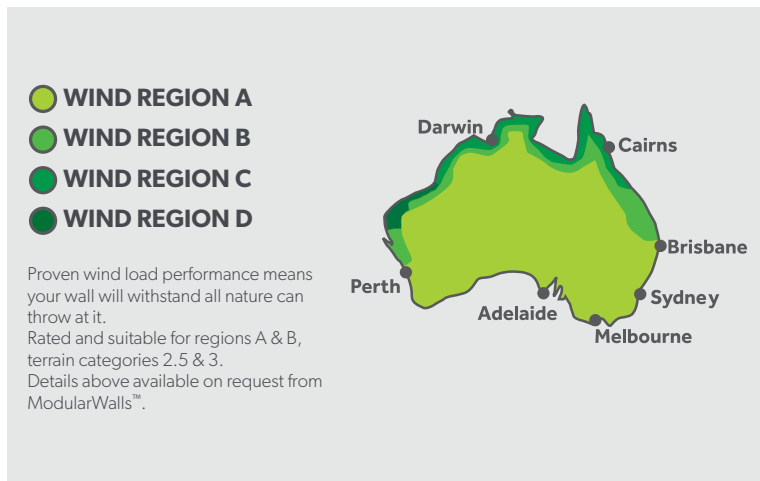 WIND REGION A
WIND REGION B
WIND REGION C
WIND REGION D
Proven wind load performance means
your wall will withstand all nature can
throw at it.
Rated and suitable for regions A & B,
terrain categories 2.5 & 3.
Details above available on request from
ModularWalls™.
Darwin
Cairns
Brisbane
Perth
Sydney
Adelaide
Melbourne